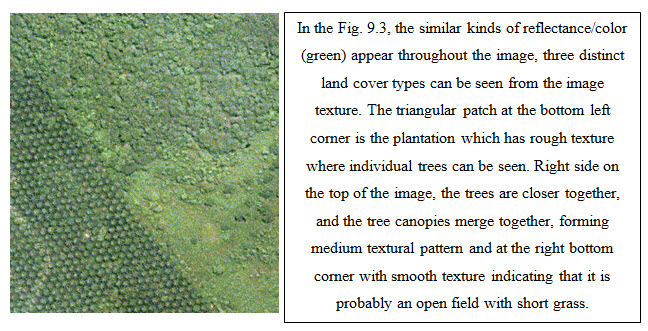 In the Fig. 9.3, the similar kinds of reflectance/color
(green) appear throughout the image, three distinct
land cover types can be seen from the image
texture. The triangular patch at the bottom left
corner is the plantation which has rough texture
where individual trees can be seen. Right side on
the top of the image, the trees are closer together,
and the tree canopies merge together, forming
medium textural pattern and at the right bottom
corner with smooth texture indicating that it is
probably an open field with short grass.